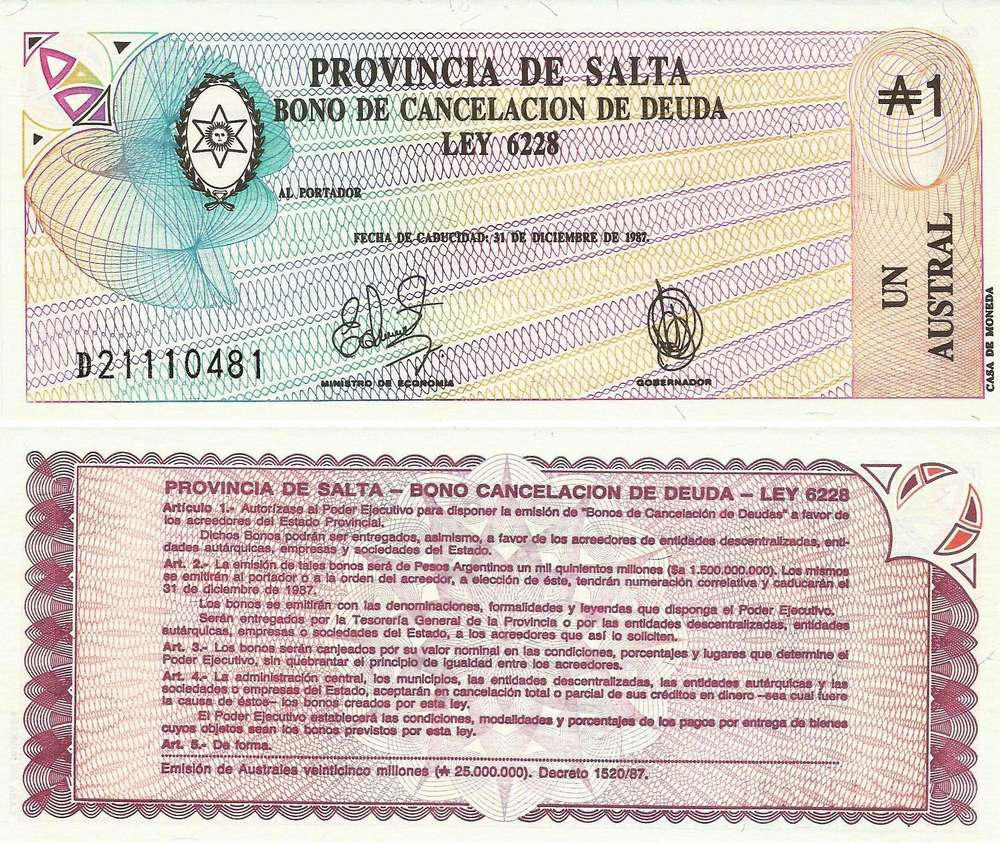 PROVINCIA DE SALTA
BONO DE CANCELACION DE DEUDA
LEY 6228
₳1
AL PORTADOR
FECHA DE CADUCIDAD: 31 DE DICIEMBRE DE 1987.
UN
AUSTRAL
D21110481
MINISTRO DE ECONOMIA
GOBERNADOR
CASA DE MONEDA
PROVINCIA DE SALTA – BONO CANCELACION DE DEUDA – LEY 6228
Artículo 1.- Autorízase al Poder Ejecutivo para disponer la emisión de "Bonos de Cancelación de Deudas" a favor de
los acreedores del Estado Provincial.
Dichos Bonos podrán ser entregados, asimismo, a favor de los acreedores de entidades descentralizadas, enti-
dades autárquicas, empresas y sociedades del Estado.
Art. 2.- La emisión de tales bonos será de Pesos Argentinos un mil quinientos millones ($a 1.500.000.000). Los mismos
se emitirán al portador o a la orden del acreedor, a elección de éste, tendrán numeración correlativa y caducarán el
31 de diciembre de 1987.
Los bonos se emitirán con las denominaciones, formalidades y leyendas que disponga el Poder Ejecutivo.
Serán entregados por la Tesorería General de la Provincia o por las entidades descentralizadas, entidades
autárquicas, empresas o sociedades del Estado, a los acreedores que así lo soliciten.
Art. 3.- Los bonos serán canjeados por su valor nominal en las condiciones, porcentajes y lugares que determine el
Poder Ejecutivo, sin quebrantar el principio de igualdad entre los acreedores.
Art. 4.- La administración central, los municipios, las entidades descentralizadas, las entidades autárquicas y las
sociedades o empresas del Estado, aceptarán en cancelación total o parcial de sus créditos en dinero –sea cual fuere
la causa de éstos– los bonos creados por esta ley.
El Poder Ejecutivo establecerá las condiciones, modalidades y porcentajes de los pagos por entrega de bienes
cuyos objetos sean los bonos previstos por esta ley.
Art. 5.- De forma.
Emisión de Australes veinticinco millones (₳ 25.000.000). Decreto 1520/87.